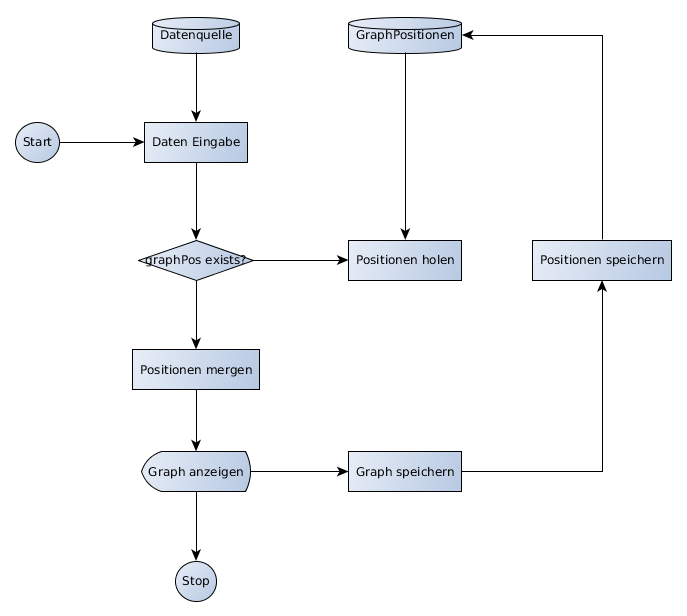 Datenquelle
GraphPositionen
Start
Daten Eingabe
graphPos exists?
Positionen holen
Positionen speichern
Positionen mergen
Graph anzeigen
Graph speichern
Stop